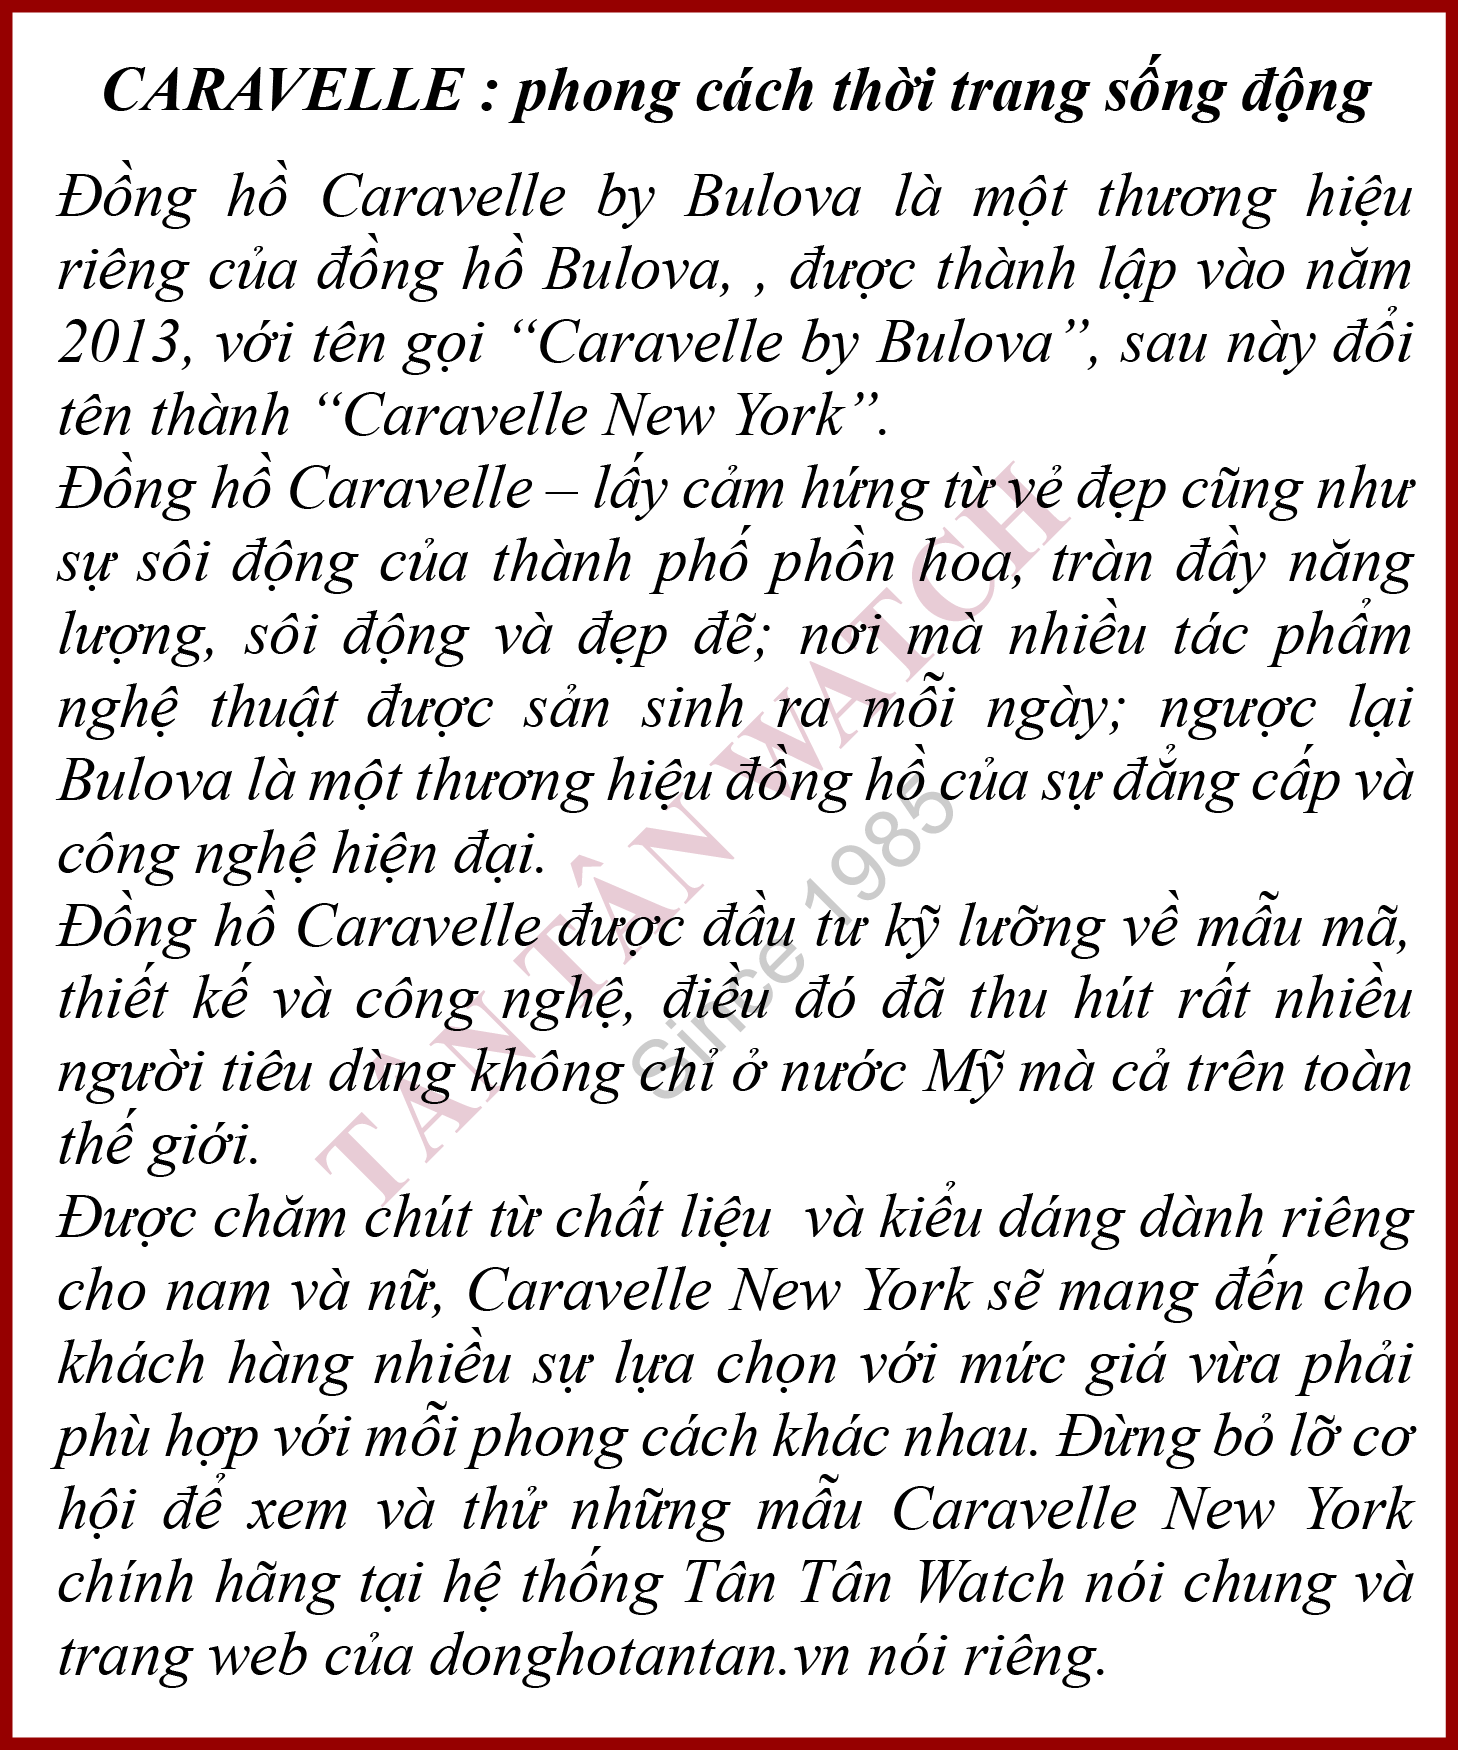 CARAVELLE : phong cách thời trang sống động
Đồng hồ Caravelle by Bulova là một thương hiệu
riêng của đồng hồ Bulova, , được thành lập vào năm
2013, với tên gọi “Caravelle by Bulova”, sau này đổi
tên thành “Caravelle New York”.
Đồng hồ Caravelle – lấy cảm hứng từ vẻ đẹp cũng như
sự sôi động của thành phố phồn hoa, tràn đầy năng
lượng, sôi động và đẹp đẽ; nơi mà nhiều tác phẩm
nghệ thuật được sản sinh ra mỗi ngày; ngược lại
Bulova là một thương hiệu đồng hồ của sự đẳng cấp và
công nghệ hiện đại.
Đồng hồ Caravelle được đầu tư kỹ lưỡng về mẫu mã,
thiết kế và công nghệ, điều đó đã thu hút rất nhiều
người tiêu dùng không chỉ ở nước Mỹ mà cả trên toàn
thế giới.
Được chăm chút từ chất liệu  và kiểu dáng dành riêng
cho nam và nữ, Caravelle New York sẽ mang đến cho
khách hàng nhiều sự lựa chọn với mức giá vừa phải
phù hợp với mỗi phong cách khác nhau. Đừng bỏ lỡ cơ
hội để xem và thử những mẫu Caravelle New York
chính hãng tại hệ thống Tân Tân Watch nói chung và
trang web của donghotantan.vn nói riêng.
TÂN TÂN WATCH
Since 1985